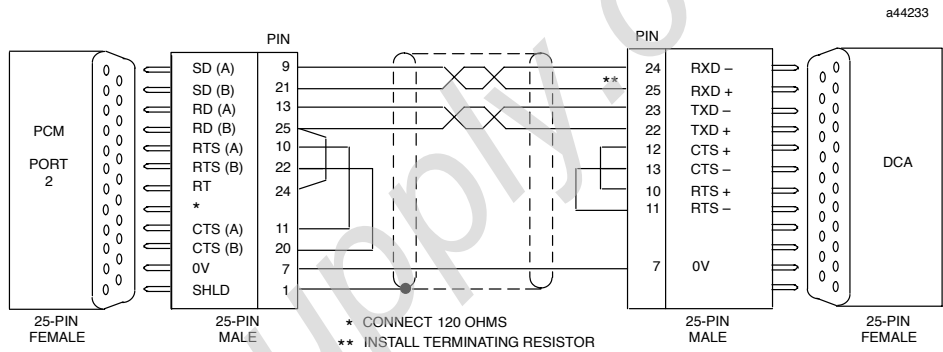 a44233
PIN
PIN
SD (A) 9 24 RXD –
SD (B) 21 ** 25 RXD +
RD (A) 13 23 TXD –
RD (B) 25 22 TXD +
RTS (A) 10 12 CTS +
RTS (B) 22 13 CTS –
RT 24 10 RTS +
* 11 RTS –
CTS (A) 11
CTS (B) 20
0V 7 7 0V
SHLD 1
PCM
PORT
2
DCA
25-PIN
FEMALE
25-PIN
MALE
* CONNECT 120 OHMS
** INSTALL TERMINATING RESISTOR
25-PIN
MALE
25-PIN
FEMALE